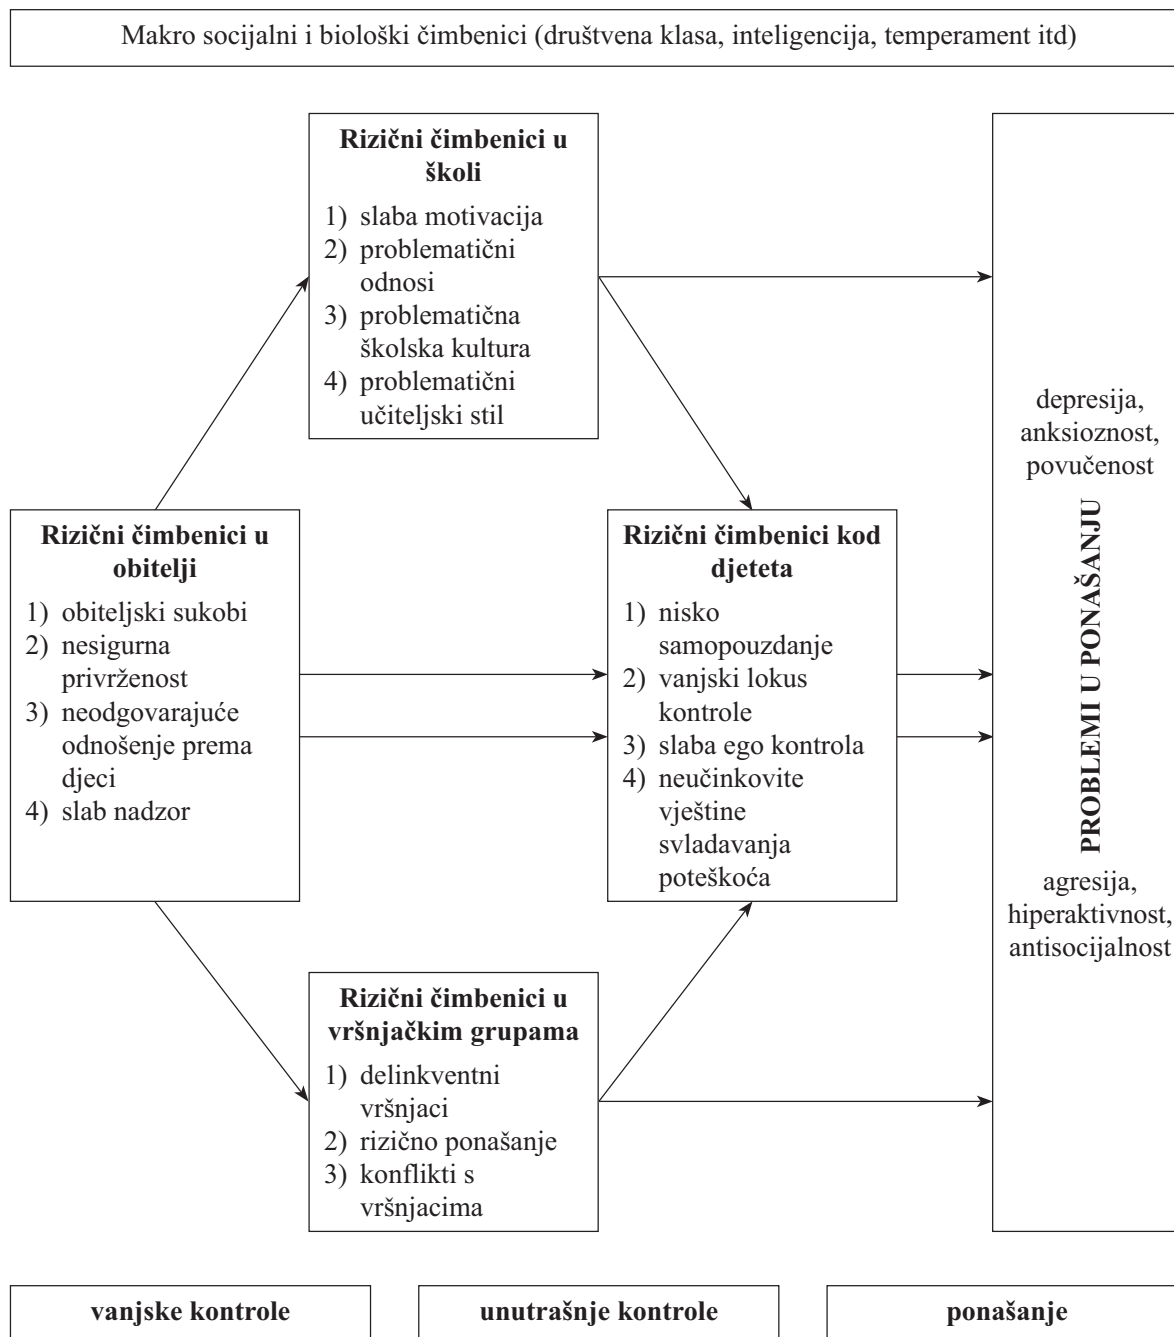 Makro socijalni i biološki čimbenici (društvena klasa, inteligencija, temperament itd)
Rizični čimbenici u
školi
1) slaba motivacija
2) problematični
odnosi
3) problematična
školska kultura
4) problematični
učiteljski stil
Rizični čimbenici u
obitelji
1) obiteljski sukobi
2) nesigurna
privrženost
3) neodgovarajuće
odnošenje prema
djeci
4) slab nadzor
Rizični čimbenici kod
djeteta
1) nisko
samopouzdanje
2) vanjski lokus
kontrole
3) slaba ego kontrola
4) neučinkovite
vještine
svladavanja
poteškoća
Rizični čimbenici u
vršnjačkim grupama
1) delinkventni
vršnjaci
2) rizično ponašanje
3) konflikti s
vršnjacima
depresija,
anksioznost,
povučenost
PROBLEMI U PONAŠANJU
agresija,
hiperaktivnost,
antisocijalnost
vanjske kontrole
unutrašnje kontrole
ponašanje